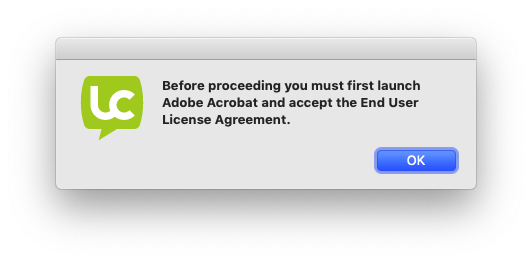 LC
Before proceeding you must first launch
Adobe Acrobat and accept the End User
License Agreement.
OK